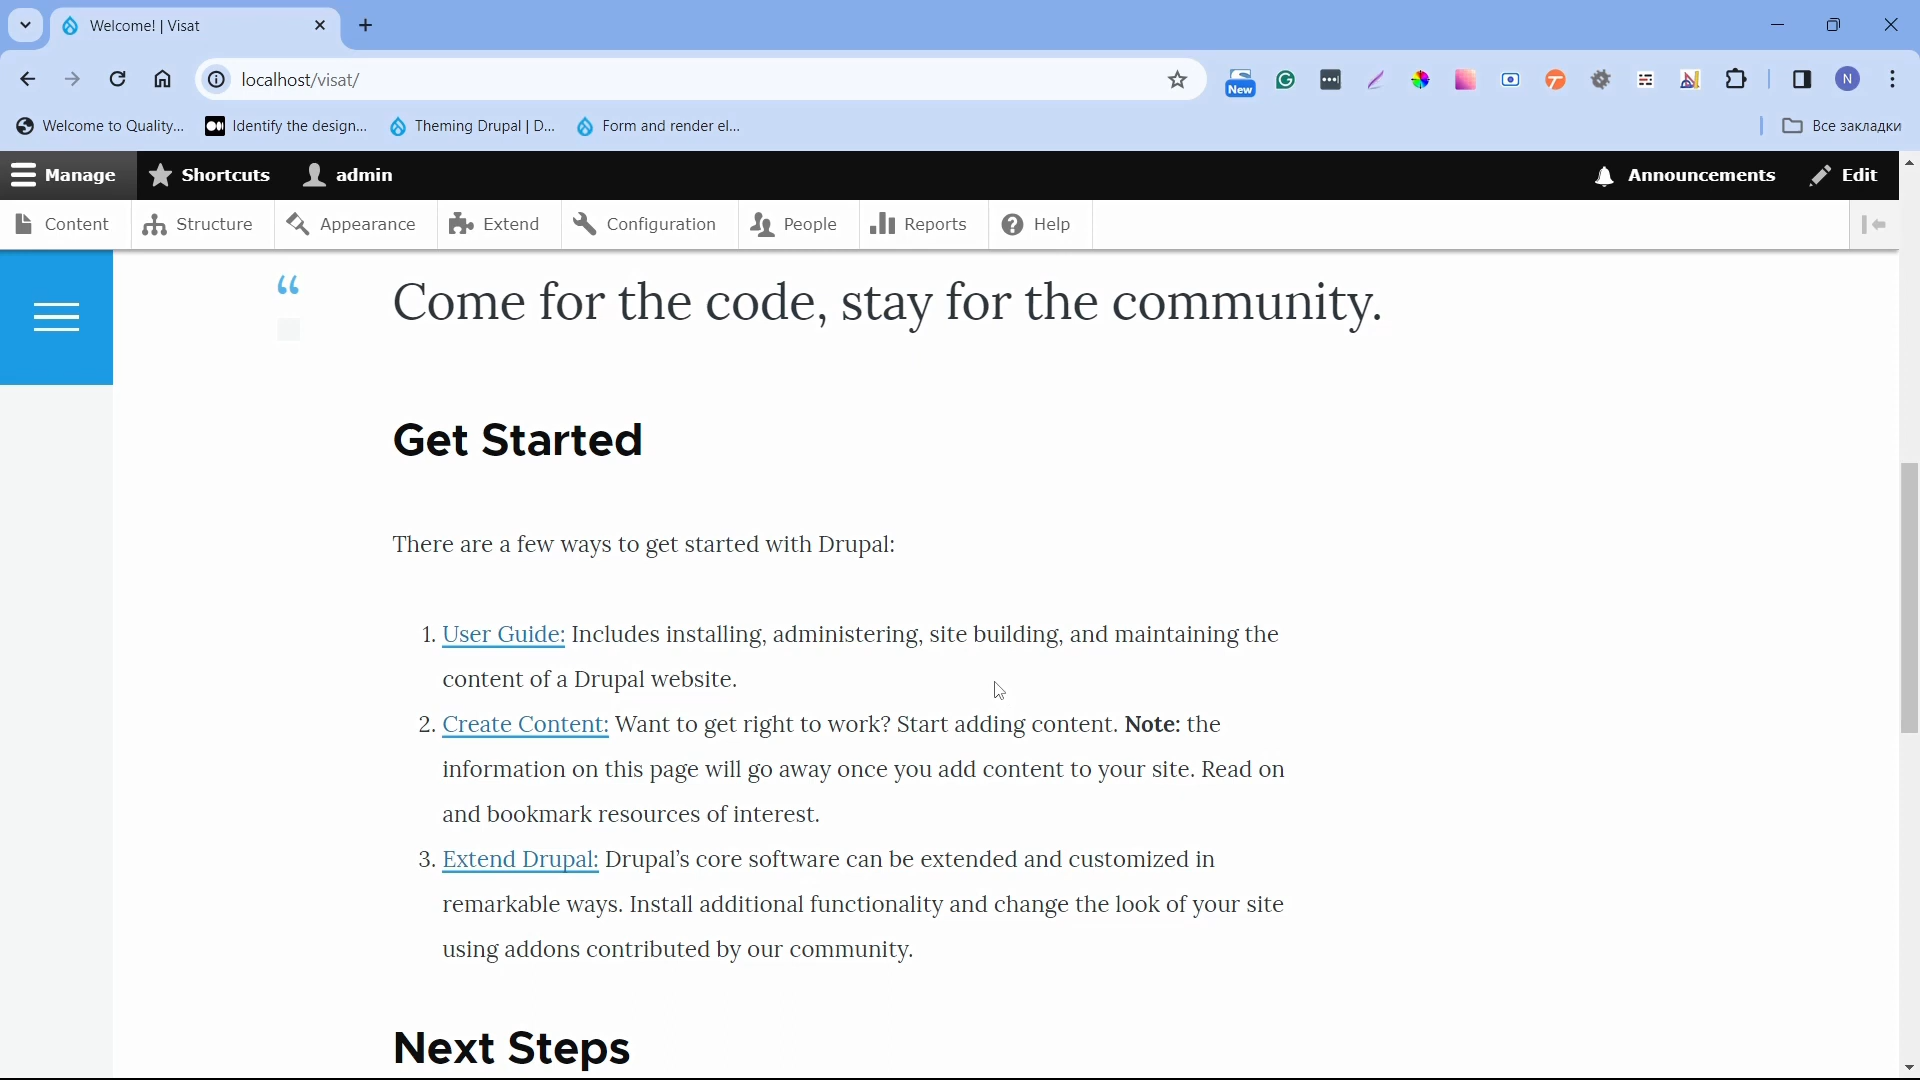 Welcome! | Visat
localhost/visat/
New
N
Welcome to Quality...
Identify the design...
Theming Drupal | D...
Form and render el...
Все закладки
Manage
Shortcuts
admin
Announcements
Edit
Content
Structure
Appearance
Extend
Configuration
People
Reports
Help
“
Come for the code, stay for the community.
Get Started
There are a few ways to get started with Drupal:
1. User Guide: Includes installing, administering, site building, and maintaining the
content of a Drupal website.
2. Create Content: Want to get right to work? Start adding content. Note: the
information on this page will go away once you add content to your site. Read on
and bookmark resources of interest.
3. Extend Drupal: Drupal’s core software can be extended and customized in
remarkable ways. Install additional functionality and change the look of your site
using addons contributed by our community.
Next Steps